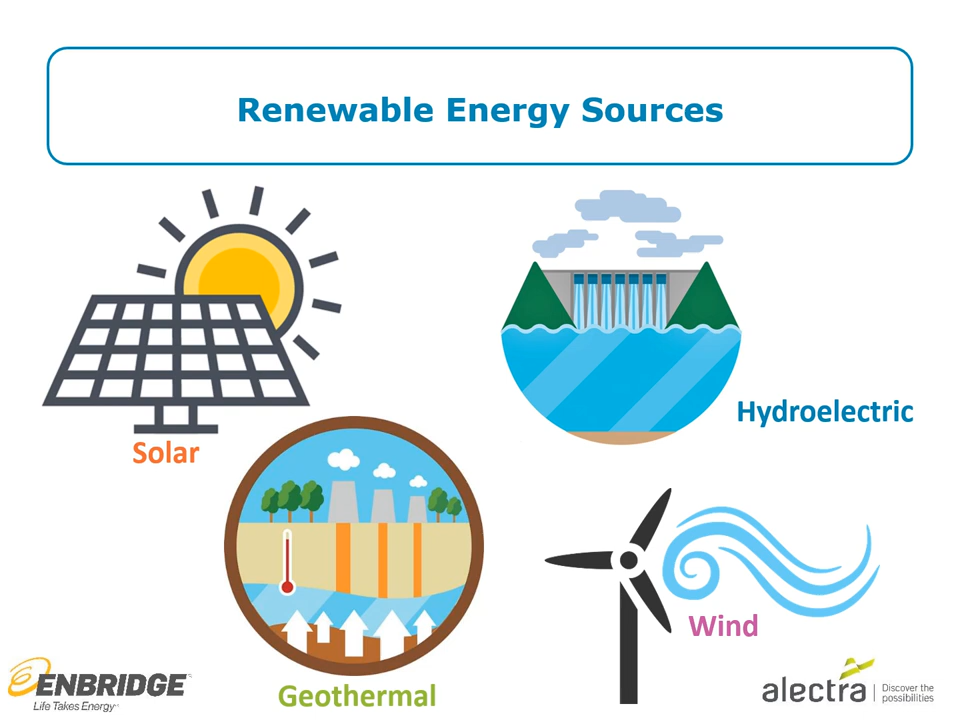 Renewable Energy Sources
Hydroelectric
Solar
Wind
Geothermal
ENBRIDGE
Life Takes Energy
alectra
Discover the
possibilities